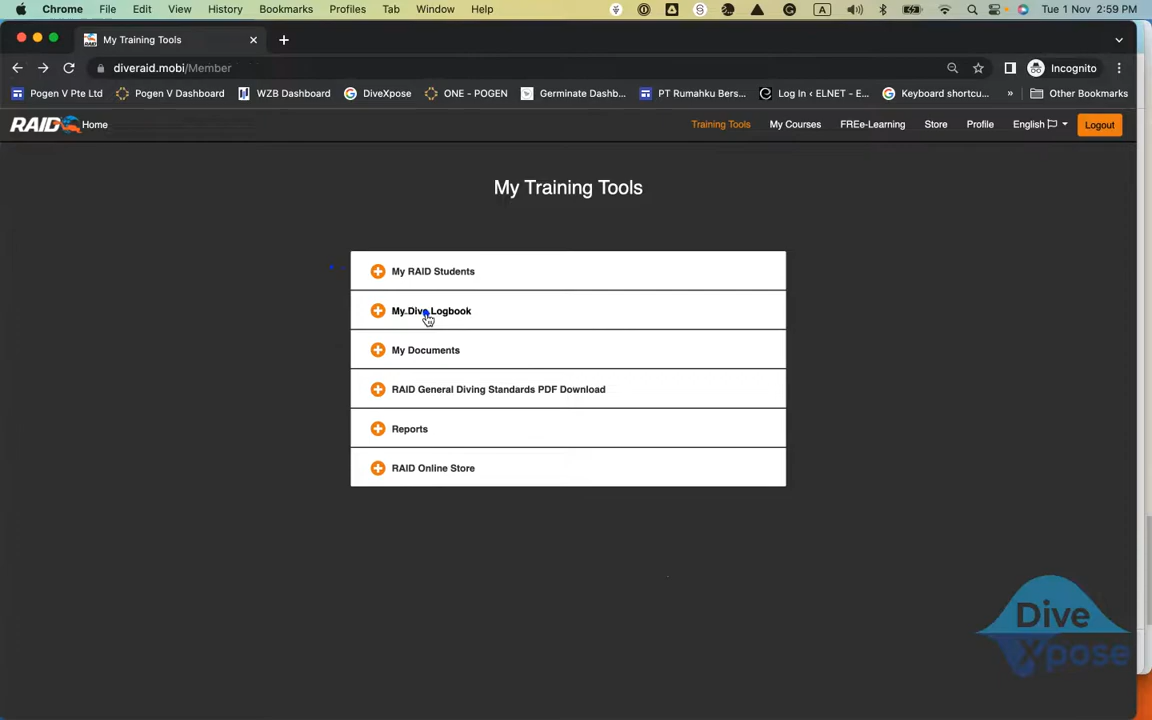 Chrome File Edit View History Bookmarks Profiles Tab Window Help A Tue 1 Nov 2:59 PM
My Training Tools
diveraid.mobi/Member Incognito
Pogen V Pte Ltd Pogen V Dashboard WZB Dashboard DiveXpose ONE - POGEN Germinate Dashb... PT Rumahku Bers... Log In ‹ ELNET - E... Keyboard shortcu... » Other Bookmarks
RAID Home Training Tools My Courses FREe-Learning Store Profile English Logout
My Training Tools
My RAID Students
My Dive Logbook
My Documents
RAID General Diving Standards PDF Download
Reports
RAID Online Store
Dive
Xpose